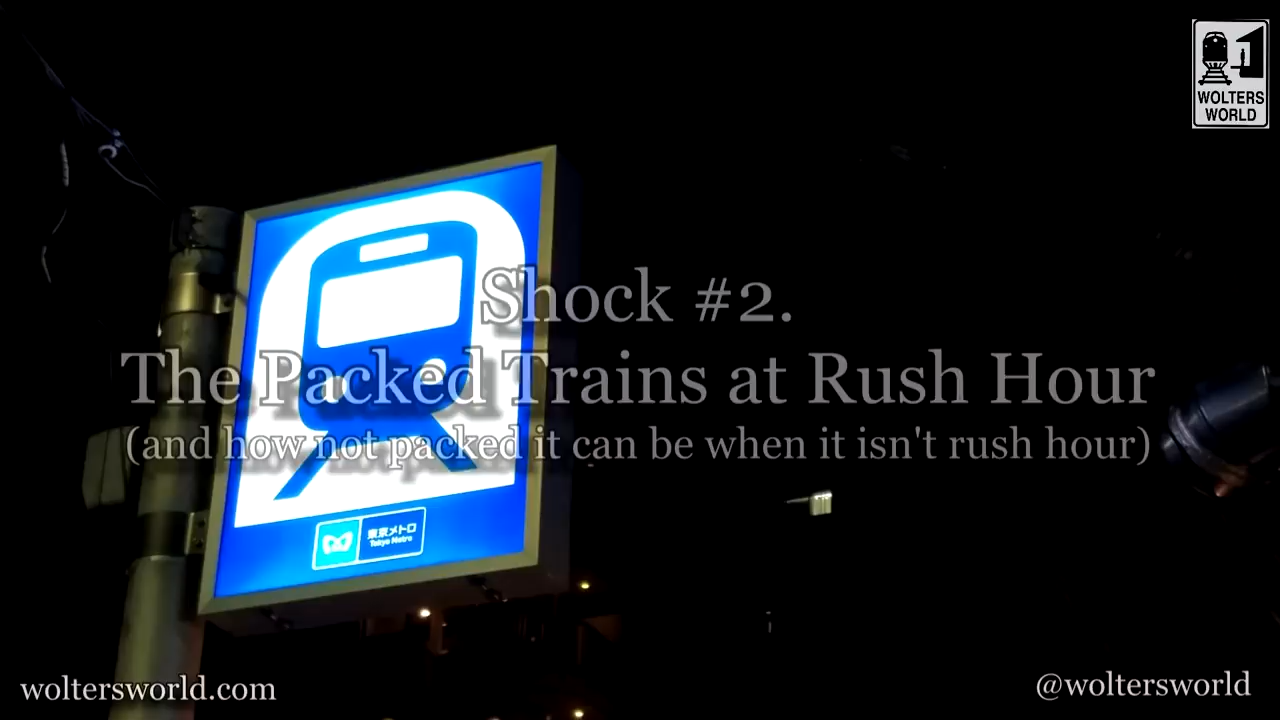 WOLTERS
WORLD
Shock #2.
The Packed Trains at Rush Hour
(and how not packed it can be when it isn't rush hour)
東京メトロ
Tokyo Metro
woltersworld.com
@woltersworld